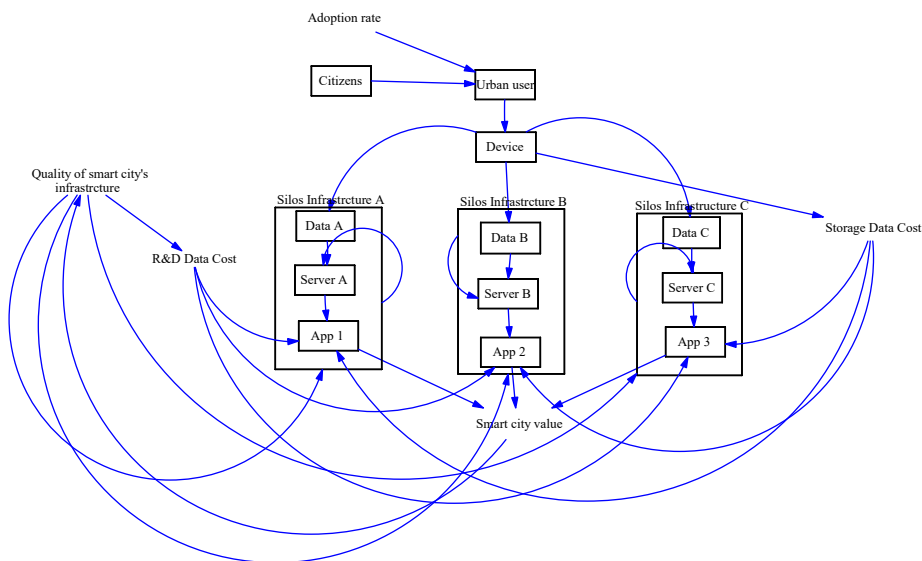 Adoption rate
Citizens
Urban user
Device
Quality of smart city's
infrastrcture
Silos Infrastrcture A
Silos Infrastrcture B
Silos Infrastrructure C
Data A
Data B
Data C
Storage Data Cost
R&D Data Cost
Server A
Server B
Server C
App 1
App 2
App 3
Smart city value